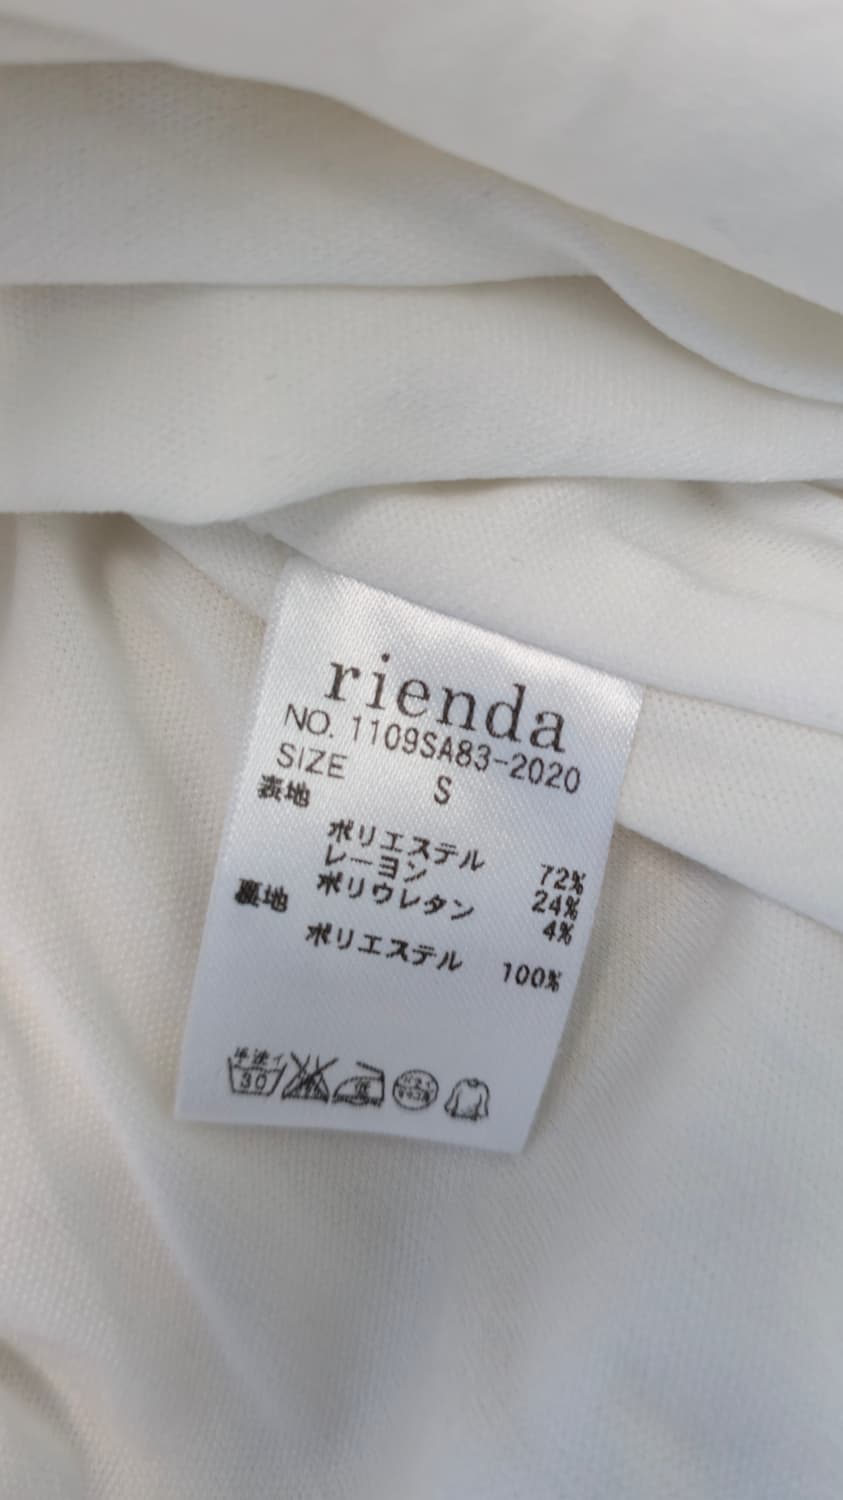 rienda
NO. 1109SA83-2020
SIZE S
表地
ポリエステル 72%
レーヨン 24%
ポリウレタン 4%
裏地
ポリエステル 100%
手洗イ
30
低